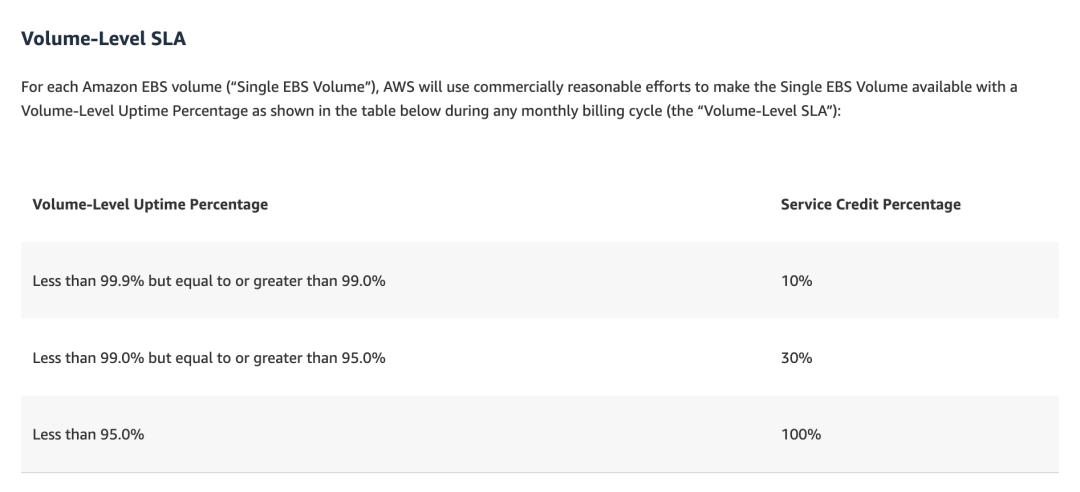 Volume-Level SLA
For each Amazon EBS volume (“Single EBS Volume”), AWS will use commercially reasonable efforts to make the Single EBS Volume available with a
Volume-Level Uptime Percentage as shown in the table below during any monthly billing cycle (the “Volume-Level SLA”):
Volume-Level Uptime Percentage Service Credit Percentage
Less than 99.9% but equal to or greater than 99.0% 10%
Less than 99.0% but equal to or greater than 95.0% 30%
Less than 95.0% 100%